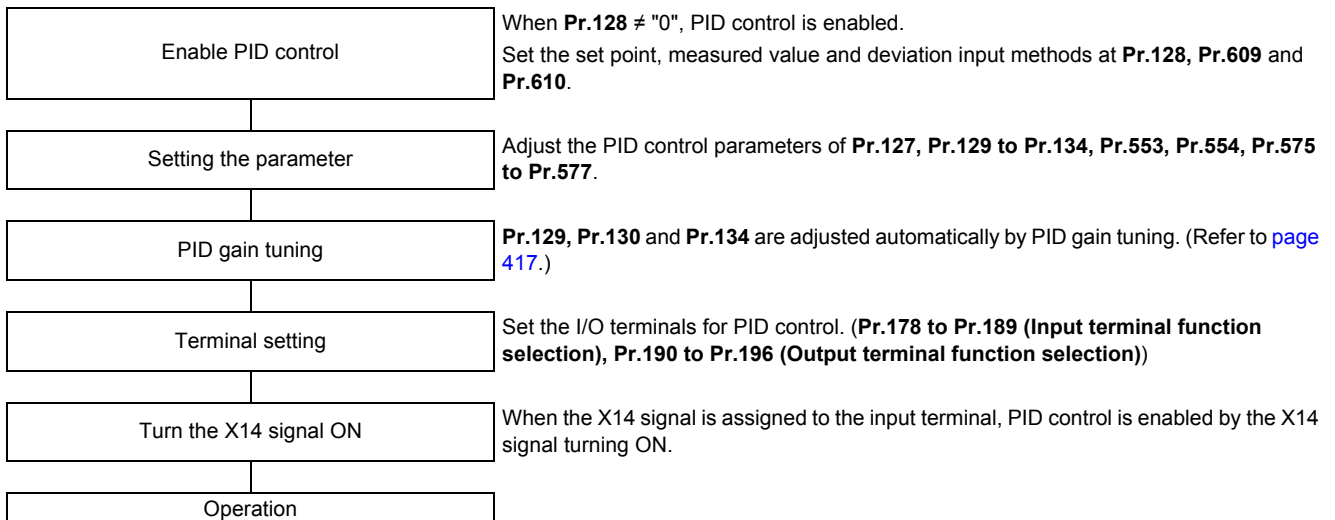 Enable PID control
When Pr.128 ≠ "0", PID control is enabled.
Set the set point, measured value and deviation input methods at Pr.128, Pr.609 and
Pr.610.
Setting the parameter
Adjust the PID control parameters of Pr.127, Pr.129 to Pr.134, Pr.553, Pr.554, Pr.575
to Pr.577.
PID gain tuning
Pr.129, Pr.130 and Pr.134 are adjusted automatically by PID gain tuning. (Refer to page
417.)
Terminal setting
Set the I/O terminals for PID control. (Pr.178 to Pr.189 (Input terminal function
selection), Pr.190 to Pr.196 (Output terminal function selection))
Turn the X14 signal ON
When the X14 signal is assigned to the input terminal, PID control is enabled by the X14
signal turning ON.
Operation